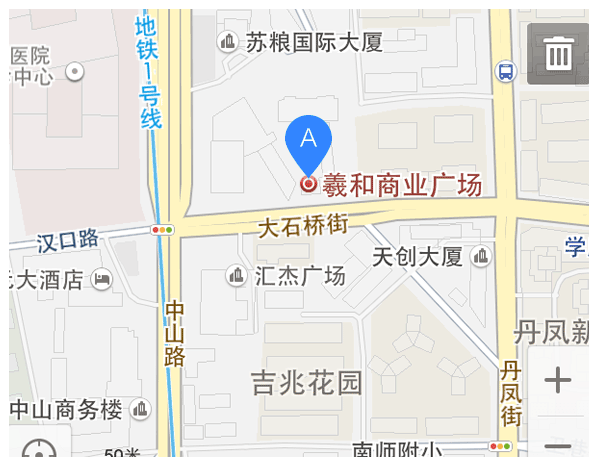 苏粮国际大厦
医院
中心
地铁1号线
A
羲和商业广场
大石桥街
汉口路
天创大厦
学
汇杰广场
大酒店
中山路
丹凤新
吉兆花园
丹凤街
中山商务楼
南师附小
50米